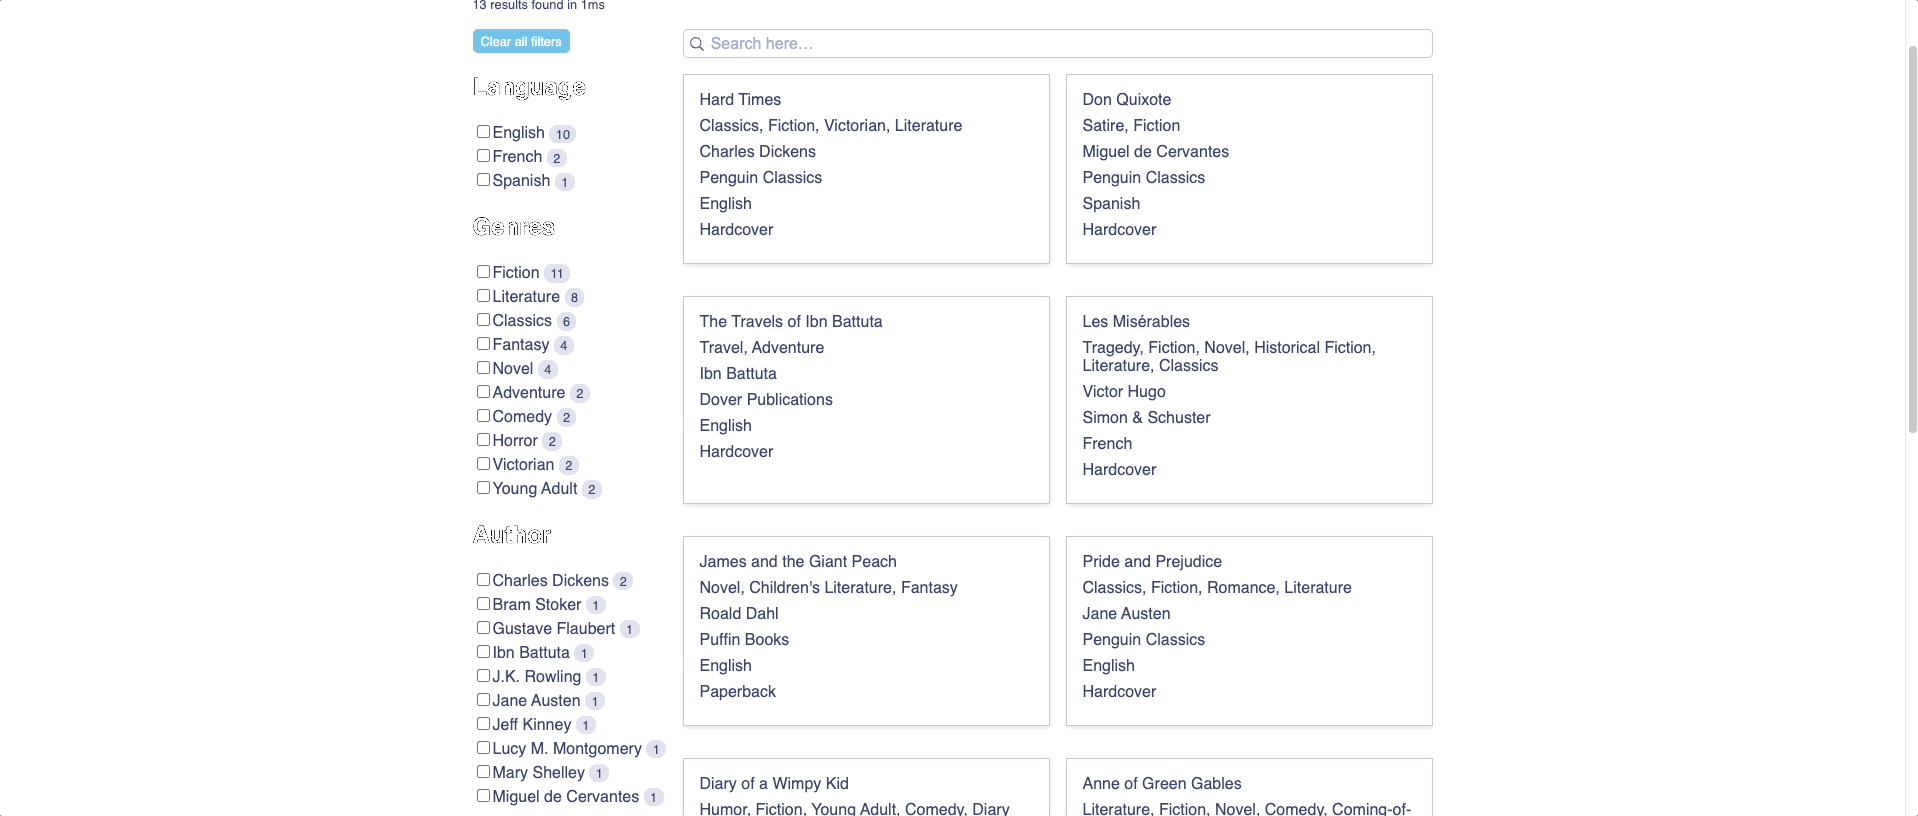 13 results found in 1ms
Clear all filters
Search here...
Language
English 10
French 2
Spanish 1
Genres
Fiction 11
Literature 8
Classics 6
Fantasy 4
Novel 4
Adventure 2
Comedy 2
Horror 2
Victorian 2
Young Adult 2
Author
Charles Dickens 2
Bram Stoker 1
Gustave Flaubert 1
Ibn Battuta 1
J.K. Rowling 1
Jane Austen 1
Jeff Kinney 1
Lucy M. Montgomery 1
Mary Shelley 1
Miguel de Cervantes 1
Hard Times
Classics, Fiction, Victorian, Literature
Charles Dickens
Penguin Classics
English
Hardcover
Don Quixote
Satire, Fiction
Miguel de Cervantes
Penguin Classics
Spanish
Hardcover
The Travels of Ibn Battuta
Travel, Adventure
Ibn Battuta
Dover Publications
English
Hardcover
Les Misérables
Tragedy, Fiction, Novel, Historical Fiction,
Literature, Classics
Victor Hugo
Simon & Schuster
French
Hardcover
James and the Giant Peach
Novel, Children's Literature, Fantasy
Roald Dahl
Puffin Books
English
Paperback
Pride and Prejudice
Classics, Fiction, Romance, Literature
Jane Austen
Penguin Classics
English
Hardcover
Diary of a Wimpy Kid
Humor, Fiction, Young Adult, Comedy, Diary
Anne of Green Gables
Literature, Fiction, Novel, Comedy, Coming-of-